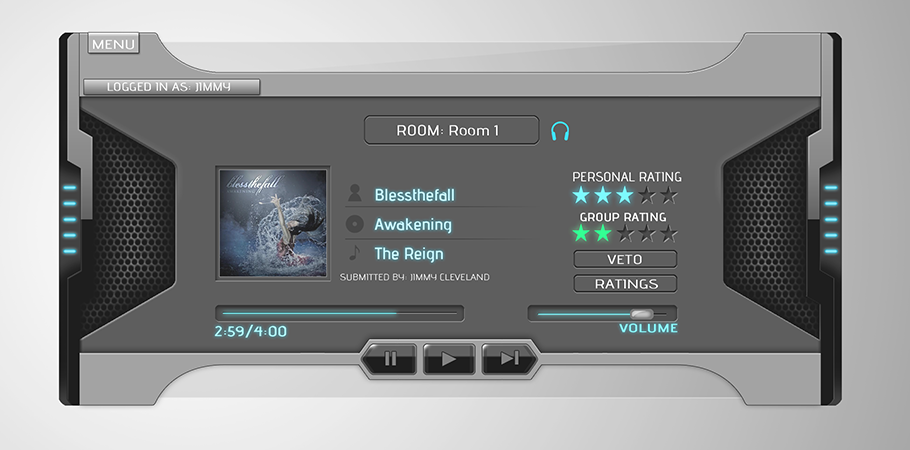 MENU
LOGGED IN AS: JIMMY
ROOM: Room 1
blessthefall
AWAKENING
Blessthefall
Awakening
The Reign
SUBMITTED BY: JIMMY CLEVELAND
PERSONAL RATING
GROUP RATING
VETO
RATINGS
2:59/4:00
VOLUME